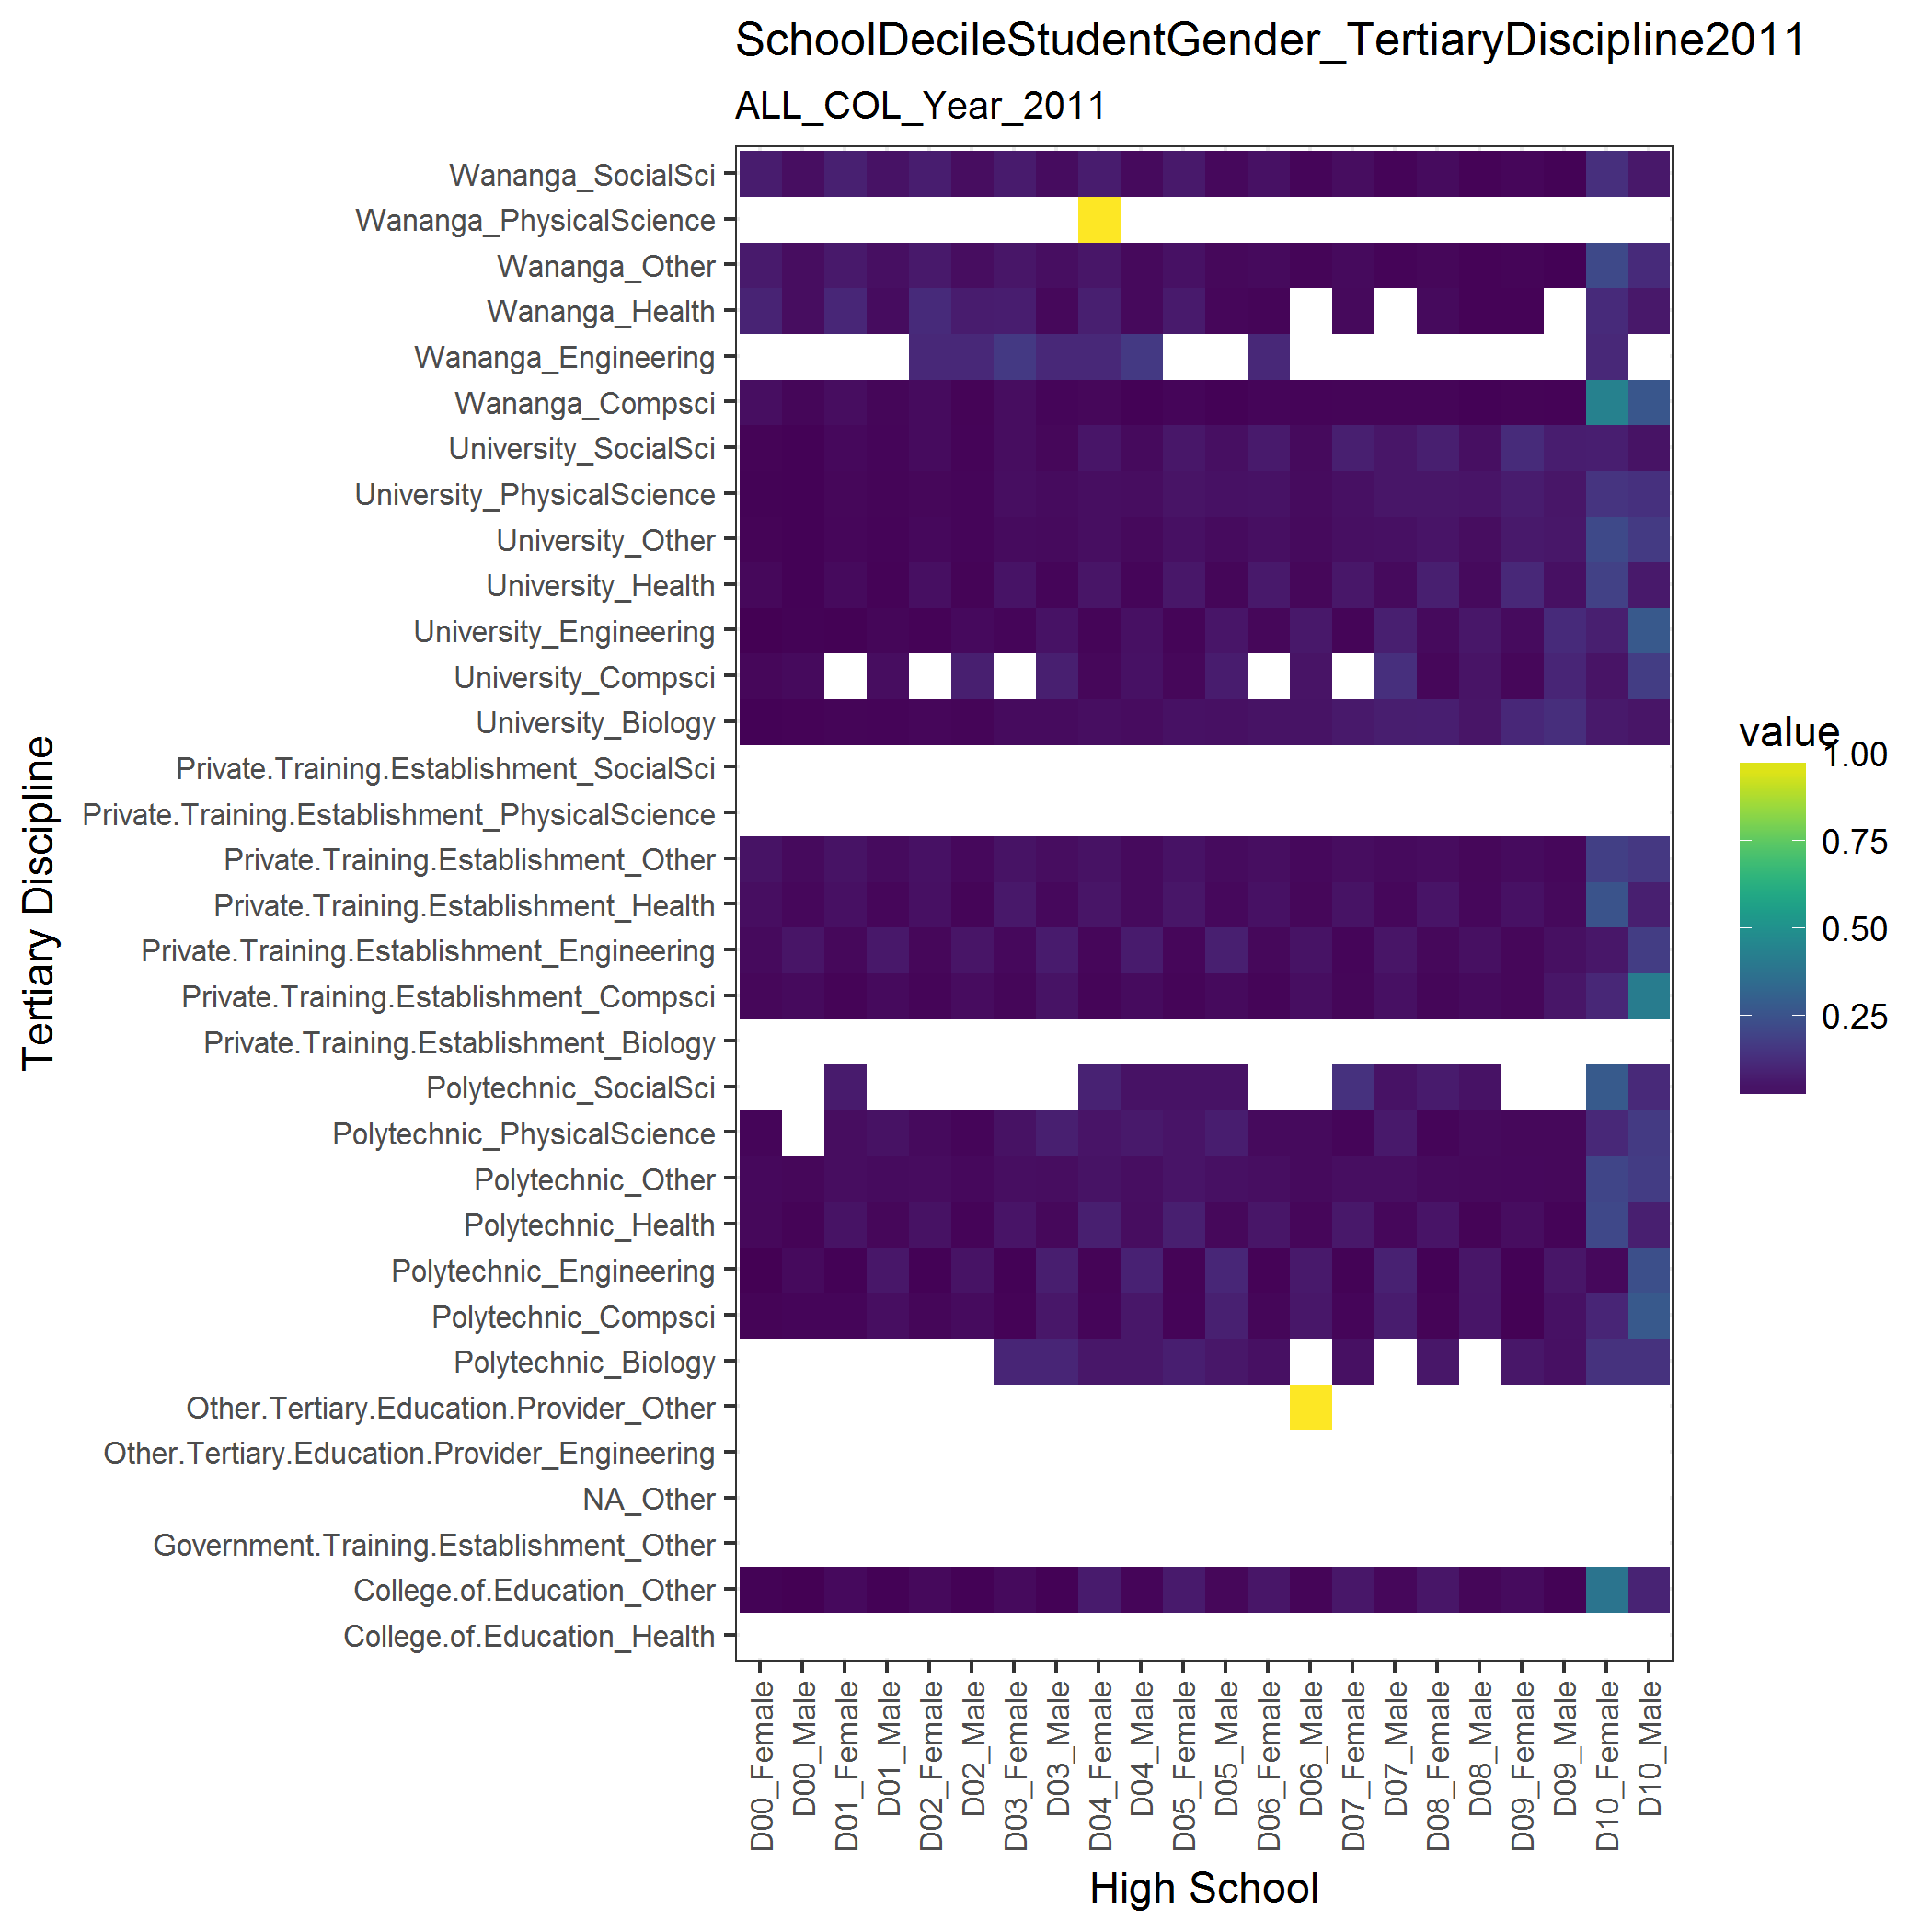 SchoolDecileStudentGender_TertiaryDiscipline2011
ALL_COL_Year_2011
Tertiary Discipline
Wananga_SocialSci
Wananga_PhysicalScience
Wananga_Other
Wananga_Health
Wananga_Engineering
Wananga_Compsci
University_SocialSci
University_PhysicalScience
University_Other
University_Health
University_Engineering
University_Compsci
University_Biology
Private.Training.Establishment_SocialSci
Private.Training.Establishment_PhysicalScience
Private.Training.Establishment_Other
Private.Training.Establishment_Health
Private.Training.Establishment_Engineering
Private.Training.Establishment_Compsci
Private.Training.Establishment_Biology
Polytechnic_SocialSci
Polytechnic_PhysicalScience
Polytechnic_Other
Polytechnic_Health
Polytechnic_Engineering
Polytechnic_Compsci
Polytechnic_Biology
Other.Tertiary.Education.Provider_Other
Other.Tertiary.Education.Provider_Engineering
NA_Other
Government.Training.Establishment_Other
College.of.Education_Other
College.of.Education_Health
D00_Female
D00_Male
D01_Female
D01_Male
D02_Female
D02_Male
D03_Female
D03_Male
D04_Female
D04_Male
D05_Female
D05_Male
D06_Female
D06_Male
D07_Female
D07_Male
D08_Female
D08_Male
D09_Female
D09_Male
D10_Female
D10_Male
High School
value
1.00
0.75
0.50
0.25